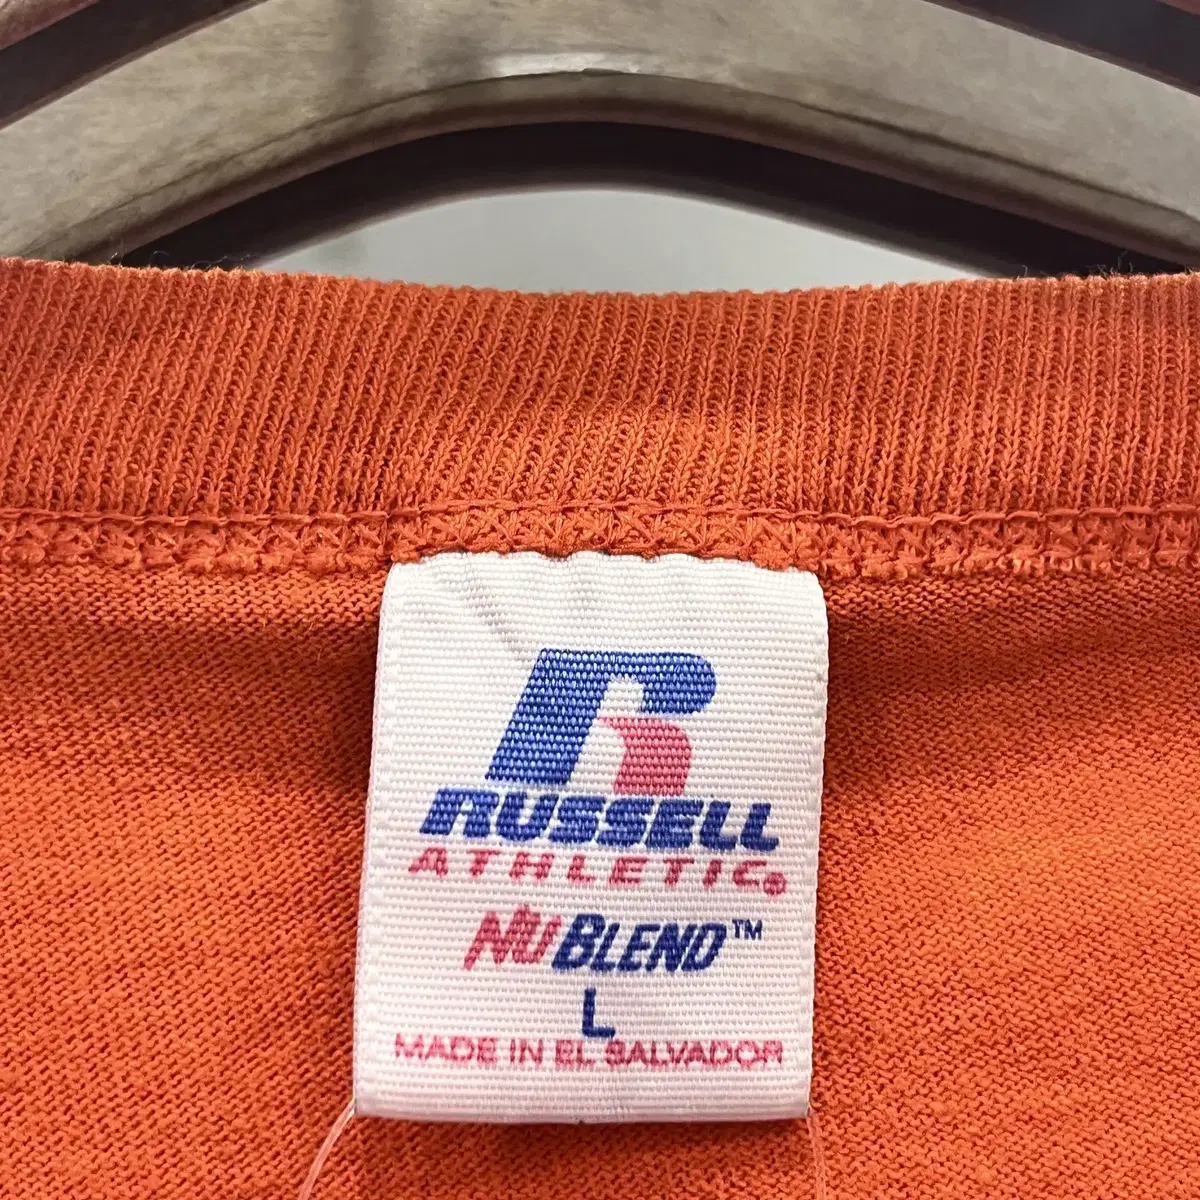 R
RUSSELL
ATHLETIC®
NUBLEND™
L
MADE IN EL SALVADOR